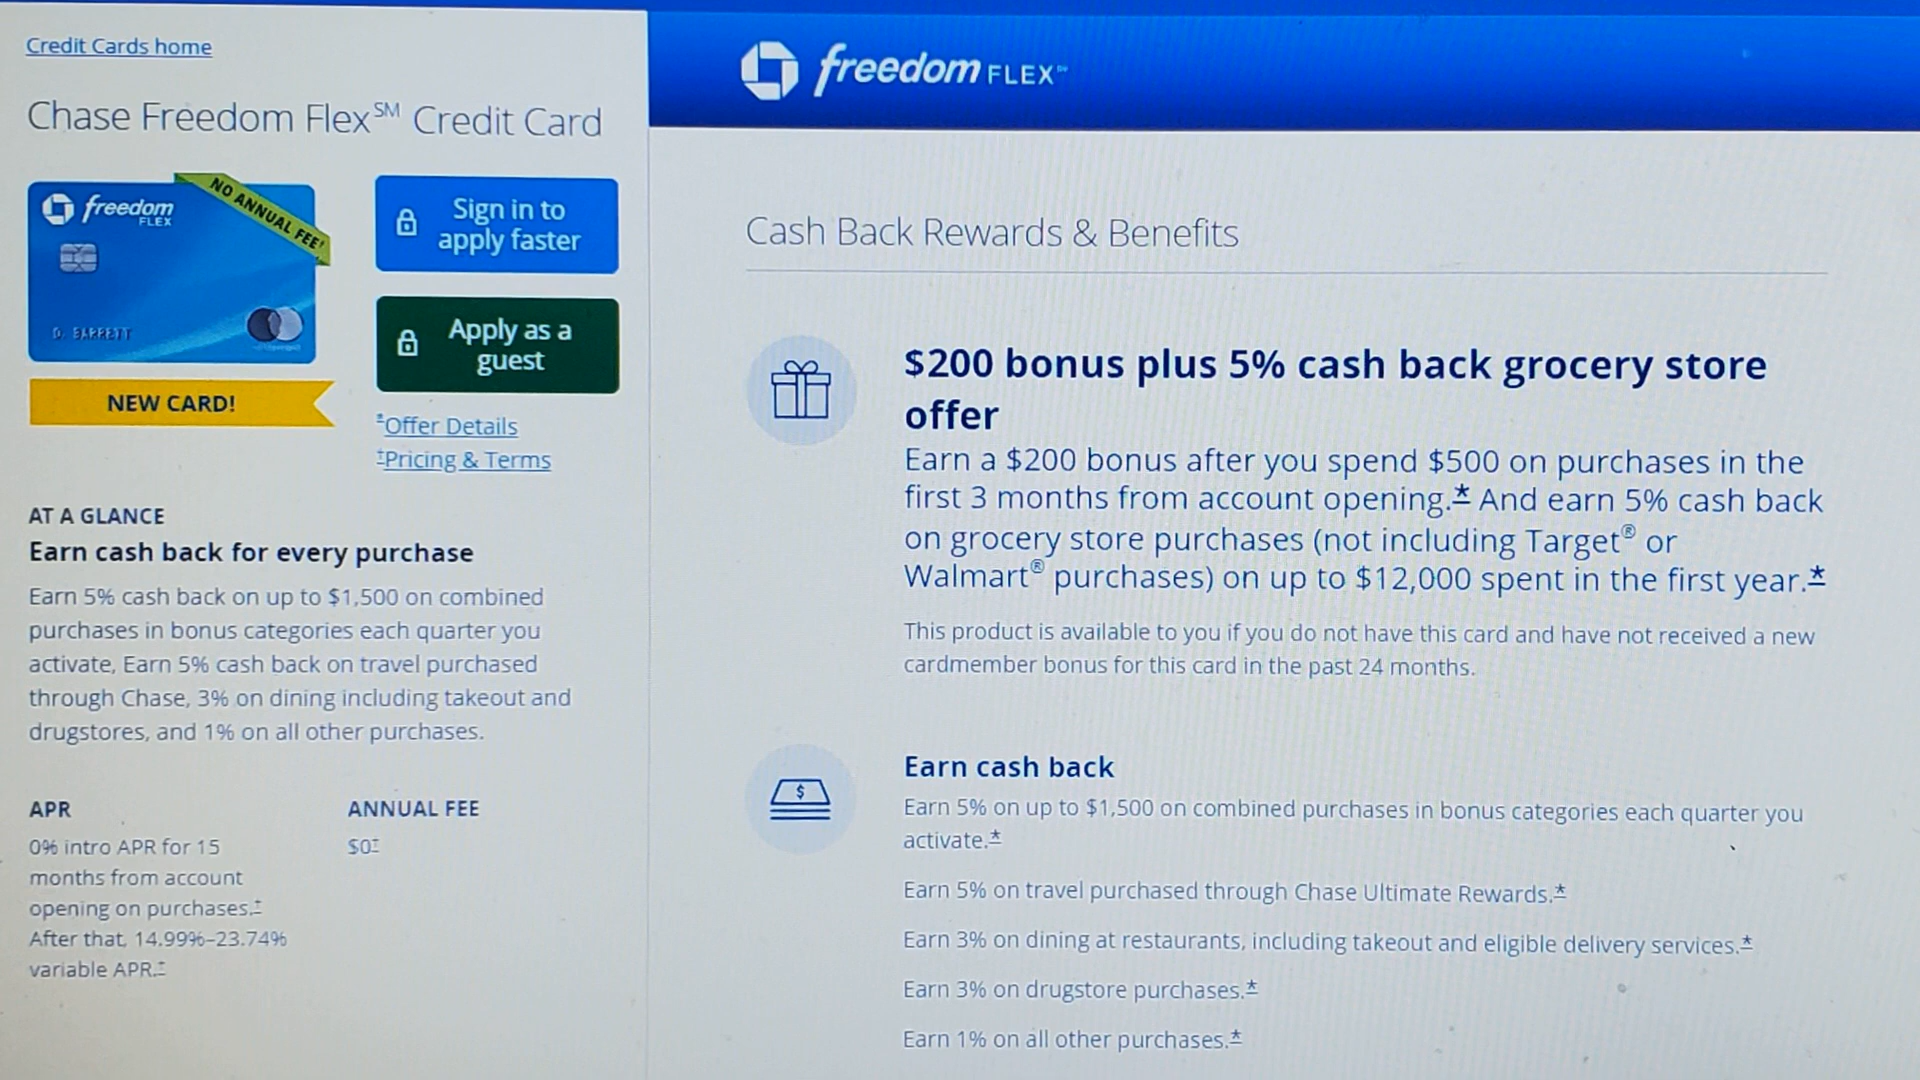 Credit Cards home
Chase Freedom Flex℠ Credit Card
freedom
FLEX
NO ANNUAL FEE†
D. BARRETT
NEW CARD!
Sign in to
apply faster
Apply as a
guest
*Offer Details
†Pricing & Terms
AT A GLANCE
Earn cash back for every purchase
Earn 5% cash back on up to $1,500 on combined
purchases in bonus categories each quarter you
activate, Earn 5% cash back on travel purchased
through Chase, 3% on dining including takeout and
drugstores, and 1% on all other purchases.
APR
0% intro APR for 15
months from account
opening on purchases.†
After that, 14.99%–23.74%
variable APR.†
ANNUAL FEE
$0†
freedom FLEX℠
Cash Back Rewards & Benefits
$200 bonus plus 5% cash back grocery store
offer
Earn a $200 bonus after you spend $500 on purchases in the
first 3 months from account opening.* And earn 5% cash back
on grocery store purchases (not including Target® or
Walmart® purchases) on up to $12,000 spent in the first year.*
This product is available to you if you do not have this card and have not received a new
cardmember bonus for this card in the past 24 months.
$
Earn cash back
Earn 5% on up to $1,500 on combined purchases in bonus categories each quarter you
activate.*
Earn 5% on travel purchased through Chase Ultimate Rewards.*
Earn 3% on dining at restaurants, including takeout and eligible delivery services.*
Earn 3% on drugstore purchases.*
Earn 1% on all other purchases.*